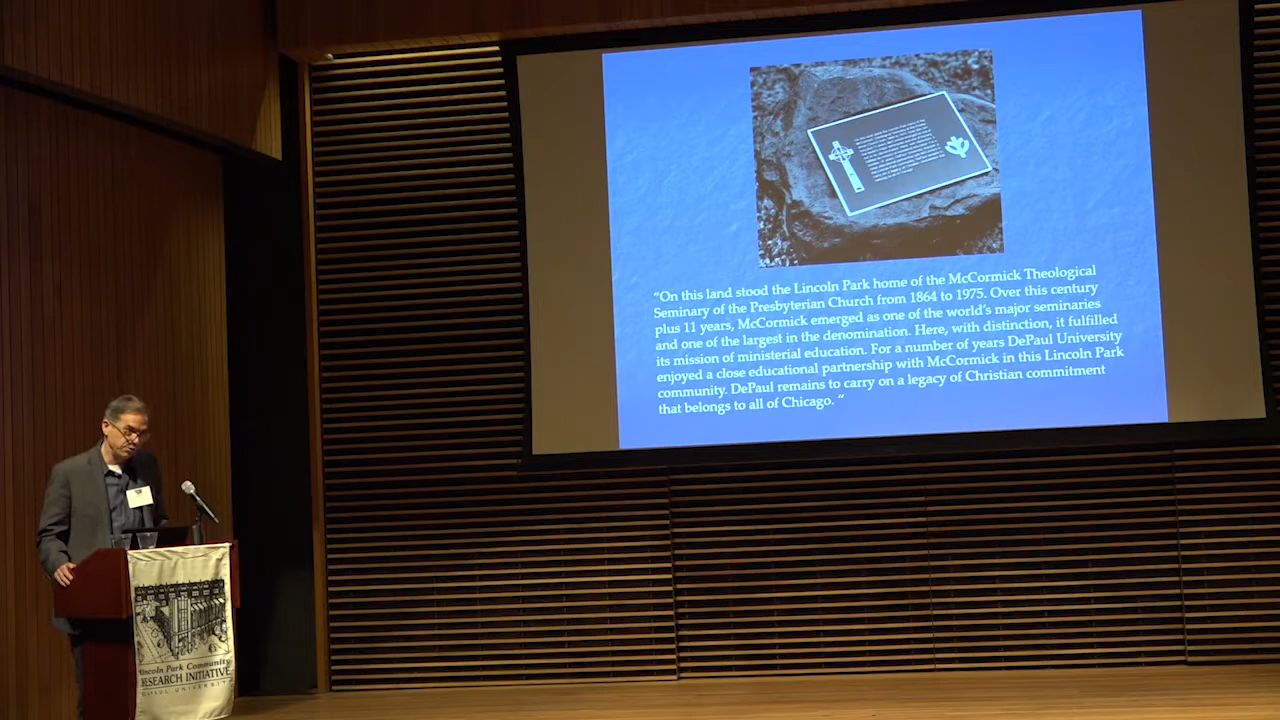 "On this land stood the Lincoln Park home of the McCormick Theological
Seminary of the Presbyterian Church from 1864 to 1975. Over this century
plus 11 years, McCormick emerged as one of the world's major seminaries
and one of the largest in the denomination. Here, with distinction, it fulfilled
its mission of ministerial education. For a number of years DePaul University
enjoyed a close educational partnership with McCormick in this Lincoln Park
community. DePaul remains to carry on a legacy of Christian commitment
that belongs to all of Chicago. "
Lincoln Park Community
RESEARCH INITIATIVE
DEPAUL UNIVERSITY